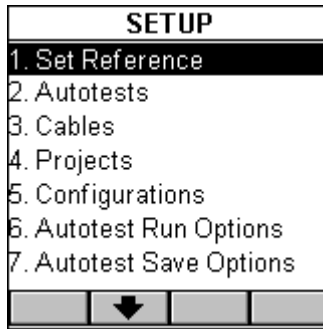 SETUP
1. Set Reference
2. Autotests
3. Cables
4. Projects
5. Configurations
6. Autotest Run Options
7. Autotest Save Options